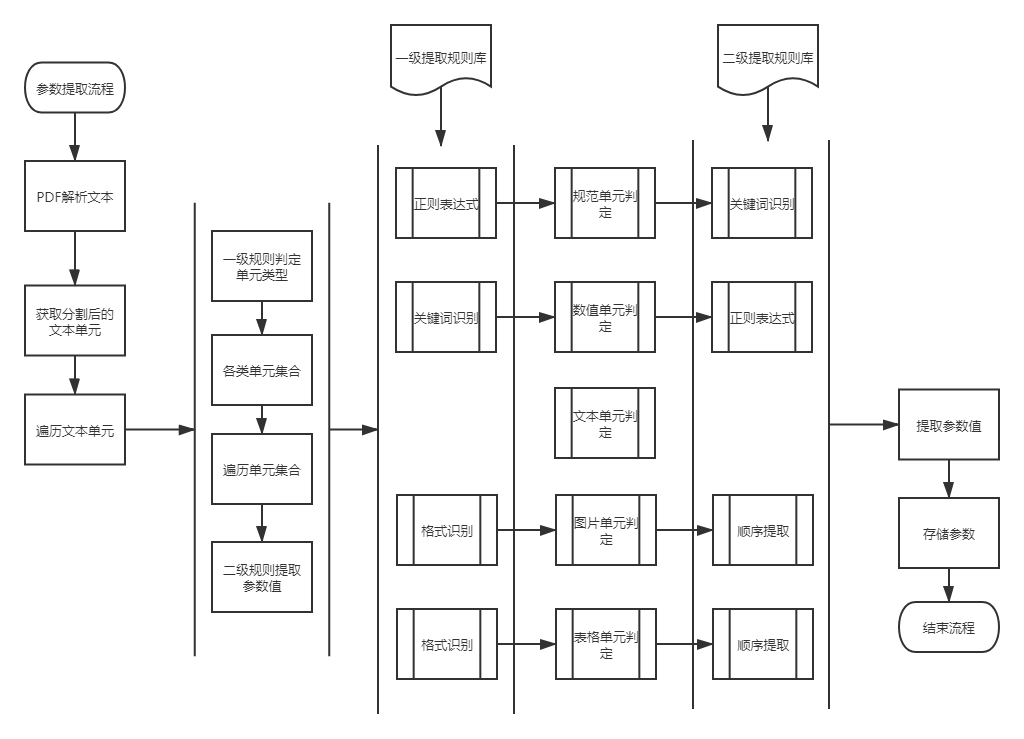 参数提取流程
PDF解析文本
获取分割后的
文本单元
遍历文本单元
一级规则判定
单元类型
各类单元集合
遍历单元集合
二级规则提取
参数值
一级提取规则库
正则表达式
关键词识别
格式识别
格式识别
规范单元判
定
数值单元判
定
文本单元判
定
图片单元判
定
表格单元判
定
二级提取规则库
关键词识别
正则表达式
顺序提取
顺序提取
提取参数值
存储参数
结束流程